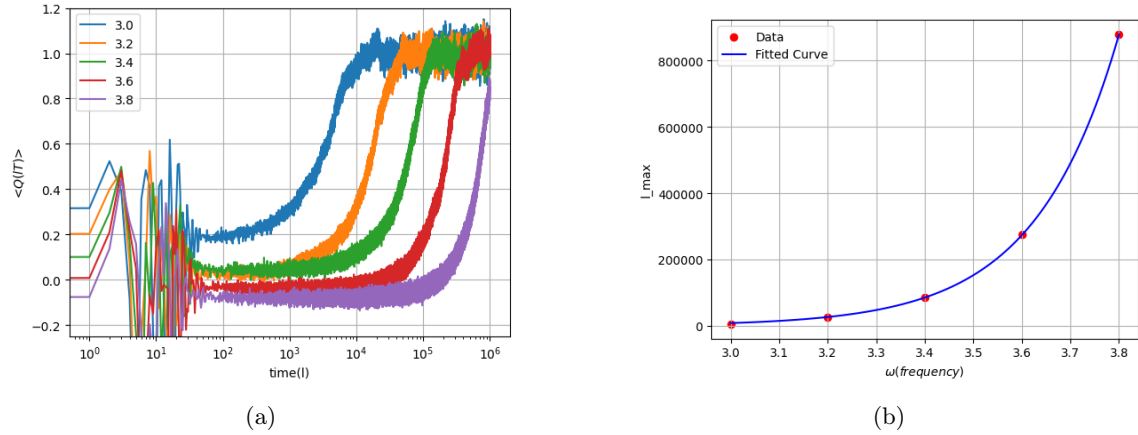 1.2
1.0
0.8
0.6
0.4
0.2
0.0
−0.2
<Q(lT)>
3.0
3.2
3.4
3.6
3.8
10⁰ 10¹ 10² 10³ 10⁴ 10⁵ 10⁶
time(l)
(a)
800000
600000
400000
200000
0
l_max
Data
Fitted Curve
3.0 3.1 3.2 3.3 3.4 3.5 3.6 3.7 3.8
ω(frequency)
(b)